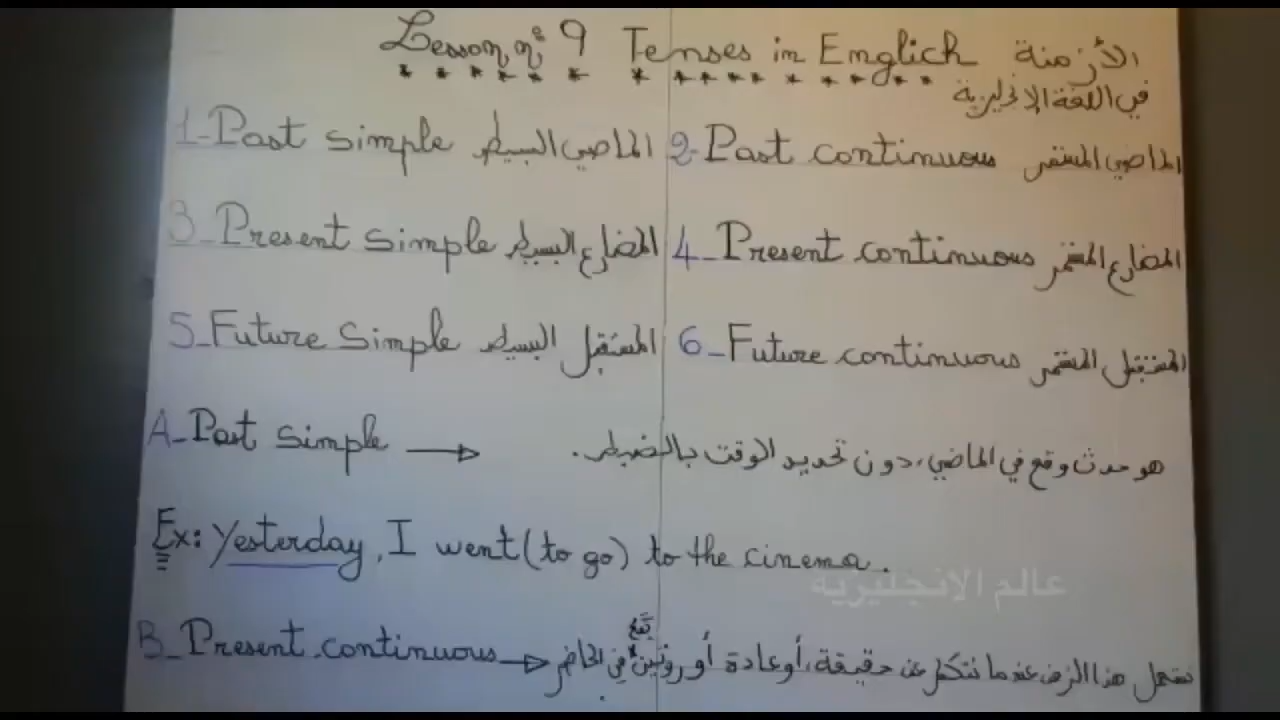 Lesson n° 9 Tenses in Englich الأزمنة
في اللغة الإنجليزية
1-Past simple الماضي البسيط 2-Past continuous الماضي المستمر
3-Present simple المضارع البسيط 4-Present continuous المضارع المستمر
5-Future Simple المستقبل البسيط 6-Future continuous المستقبل المستمر
A-Past simple → هو حدث وقع في الماضي، دون تحديد الوقت بالضبط.
Ex: Yesterday, I went (to go) to the cinema.
عالم الانجليزية
B-Present continuous → نستعمل هذا الزمن عندما نتكلم عن حقيقة، أو عادة أو روتين يقع في الحاضر.